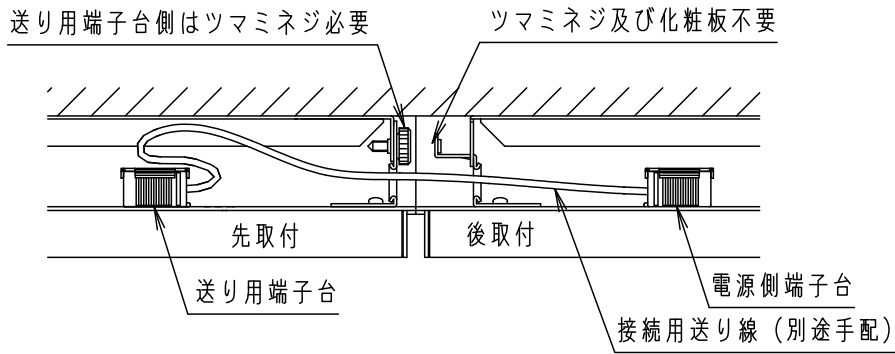 送り用端子台側はツマミネジ必要
ツマミネジ及び化粧板不要
先取付
後取付
送り用端子台
電源側端子台
接続用送り線（別途手配）